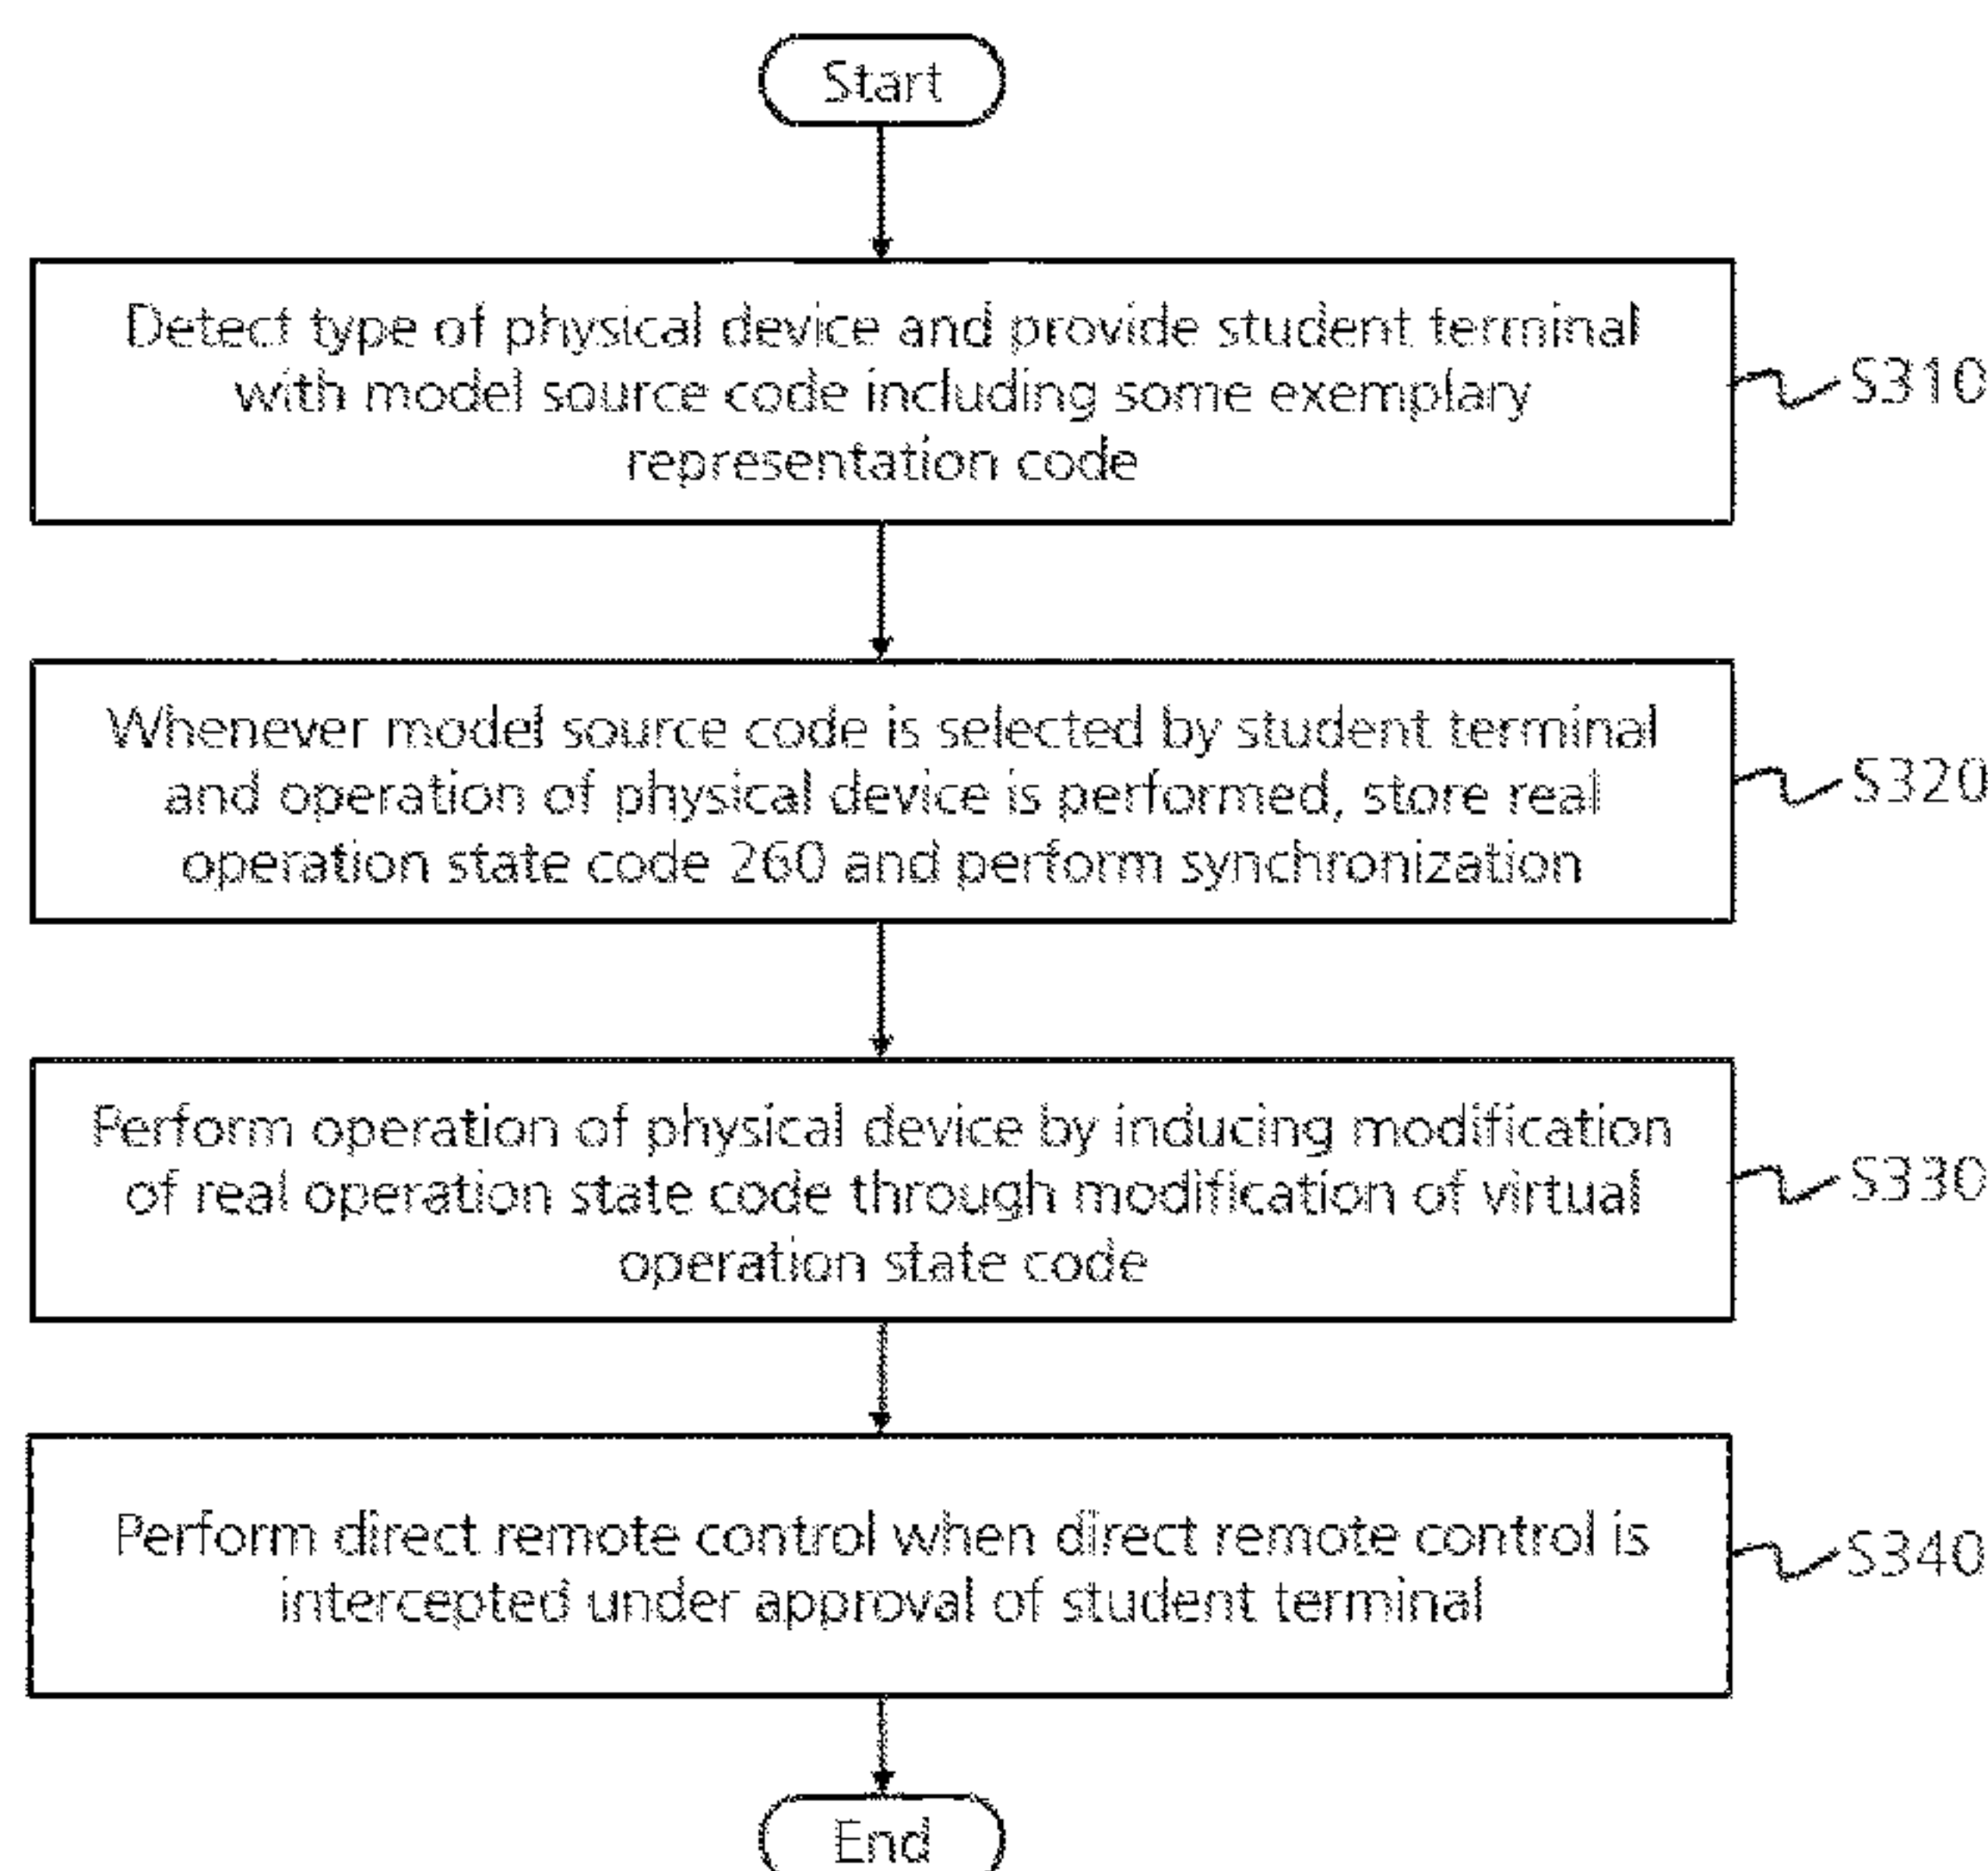 Start
Detect type of physical device and provide student terminal
with model source code including some exemplary
representation code
S310
Whenever model source code is selected by student terminal
and operation of physical device is performed, store real
operation state code 260 and perform synchronization
S320
Perform operation of physical device by inducing modification
of real operation state code through modification of virtual
operation state code
S330
Perform direct remote control when direct remote control is
intercepted under approval of student terminal
S340
End